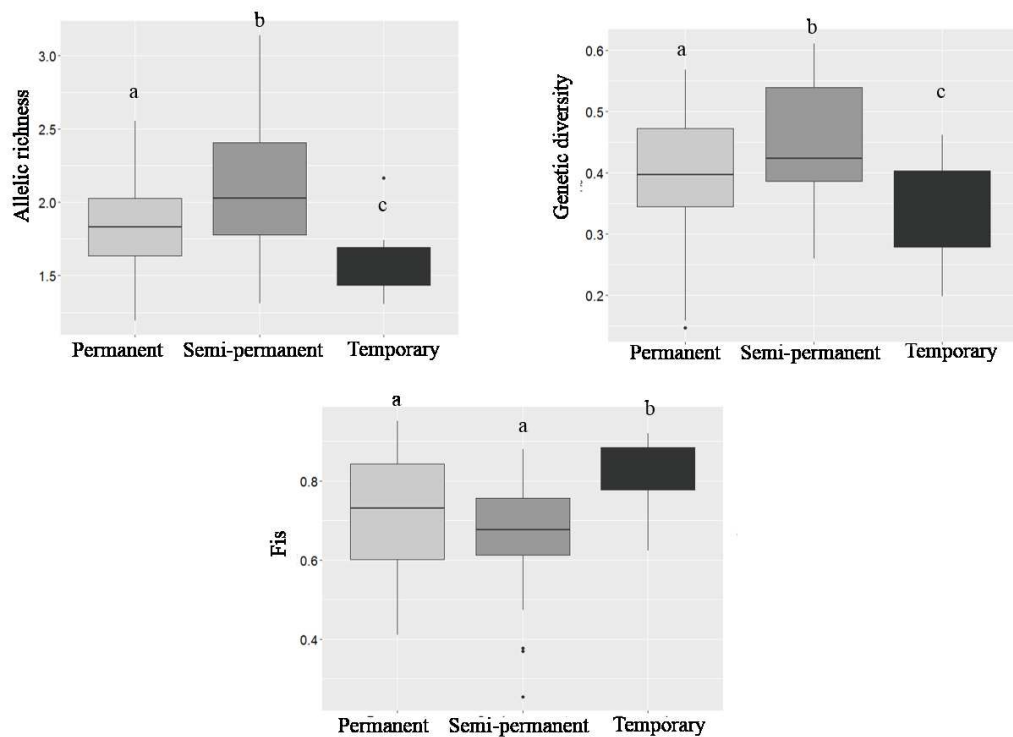 Allelic richness
3.0
2.5
2.0
1.5
a
b
c
Permanent Semi-permanent Temporary
Genetic diversity
0.6
0.5
0.4
0.3
0.2
a
b
c
Permanent Semi-permanent Temporary
Fis
0.8
0.6
0.4
a
a
b
Permanent Semi-permanent Temporary